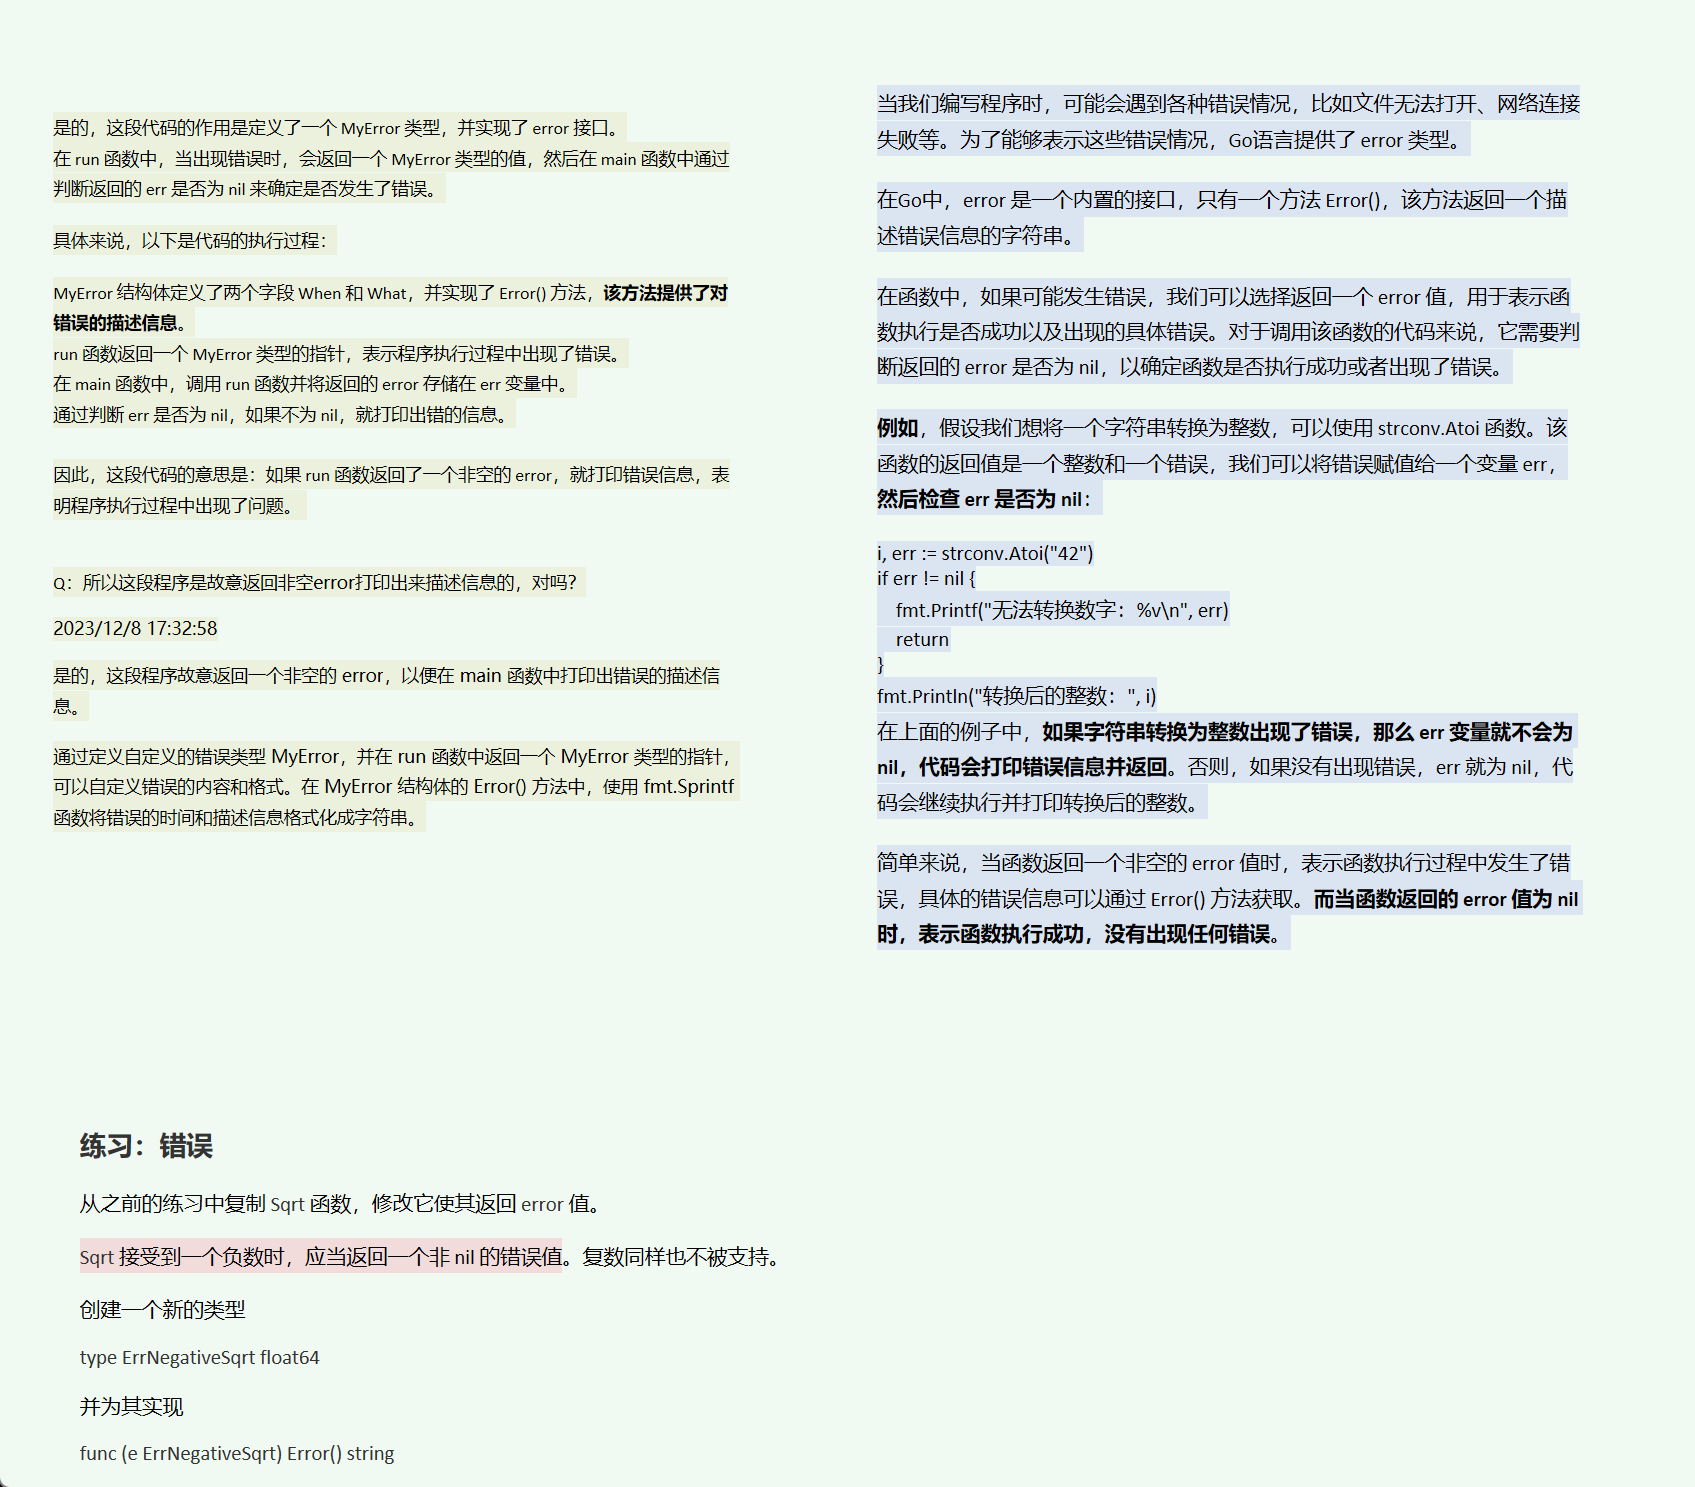 是的，这段代码的作用是定义了一个 MyError 类型，并实现了 error 接口。
在 run 函数中，当出现错误时，会返回一个 MyError 类型的值，然后在 main 函数中通过
判断返回的 err 是否为 nil 来确定是否发生了错误。
具体来说，以下是代码的执行过程：
MyError 结构体定义了两个字段 When 和 What，并实现了 Error() 方法，该方法提供了对
错误的描述信息。
run 函数返回一个 MyError 类型的指针，表示程序执行过程中出现了错误。
在 main 函数中，调用 run 函数并将返回的 error 存储在 err 变量中。
通过判断 err 是否为 nil，如果不为 nil，就打印出错的信息。
因此，这段代码的意思是：如果 run 函数返回了一个非空的 error，就打印错误信息，表
明程序执行过程中出现了问题。
Q：所以这段程序是故意返回非空error打印出来描述信息的，对吗？
2023/12/8 17:32:58
是的，这段程序故意返回一个非空的 error，以便在 main 函数中打印出错误的描述信
息。
通过定义自定义的错误类型 MyError，并在 run 函数中返回一个 MyError 类型的指针，
可以自定义错误的内容和格式。在 MyError 结构体的 Error() 方法中，使用 fmt.Sprintf
函数将错误的时间和描述信息格式化成字符串。
当我们编写程序时，可能会遇到各种错误情况，比如文件无法打开、网络连接
失败等。为了能够表示这些错误情况，Go语言提供了 error 类型。
在Go中，error 是一个内置的接口，只有一个方法 Error()，该方法返回一个描
述错误信息的字符串。
在函数中，如果可能发生错误，我们可以选择返回一个 error 值，用于表示函
数执行是否成功以及出现的具体错误。对于调用该函数的代码来说，它需要判
断返回的 error 是否为 nil，以确定函数是否执行成功或者出现了错误。
例如，假设我们想将一个字符串转换为整数，可以使用 strconv.Atoi 函数。该
函数的返回值是一个整数和一个错误，我们可以将错误赋值给一个变量 err，
然后检查 err 是否为 nil：
i, err := strconv.Atoi("42")
if err != nil {
    fmt.Printf("无法转换数字：%v\n", err)
    return
}
fmt.Println("转换后的整数：", i)
在上面的例子中，如果字符串转换为整数出现了错误，那么 err 变量就不会为
nil，代码会打印错误信息并返回。否则，如果没有出现错误，err 就为 nil，代
码会继续执行并打印转换后的整数。
简单来说，当函数返回一个非空的 error 值时，表示函数执行过程中发生了错
误，具体的错误信息可以通过 Error() 方法获取。而当函数返回的 error 值为 nil
时，表示函数执行成功，没有出现任何错误。
练习：错误
从之前的练习中复制 Sqrt 函数，修改它使其返回 error 值。
Sqrt 接受到一个负数时，应当返回一个非 nil 的错误值。复数同样也不被支持。
创建一个新的类型
type ErrNegativeSqrt float64
并为其实现
func (e ErrNegativeSqrt) Error() string